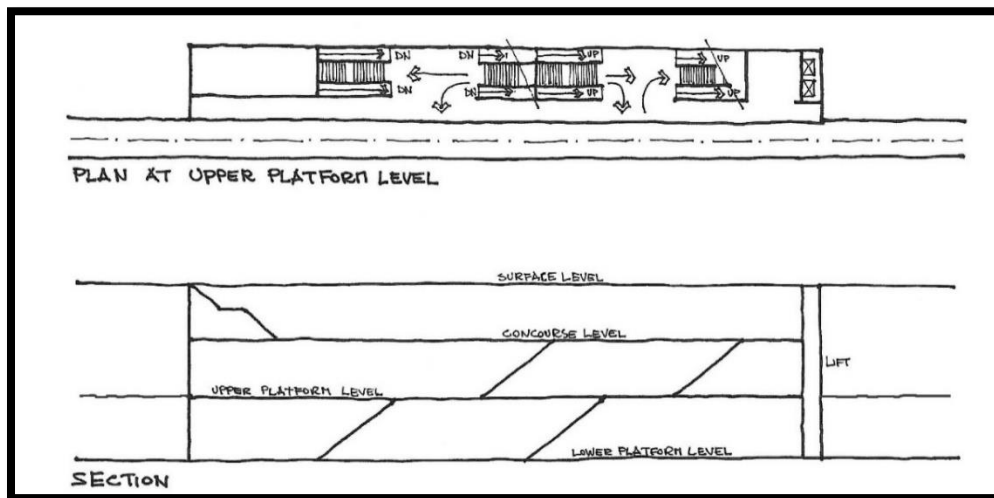 DN DN UP UP
DN DN UP UP
PLAN AT UPPER PLATFORM LEVEL
SURFACE LEVEL
CONCOURSE LEVEL
LIFT
UPPER PLATFORM LEVEL
LOWER PLATFORM LEVEL
SECTION